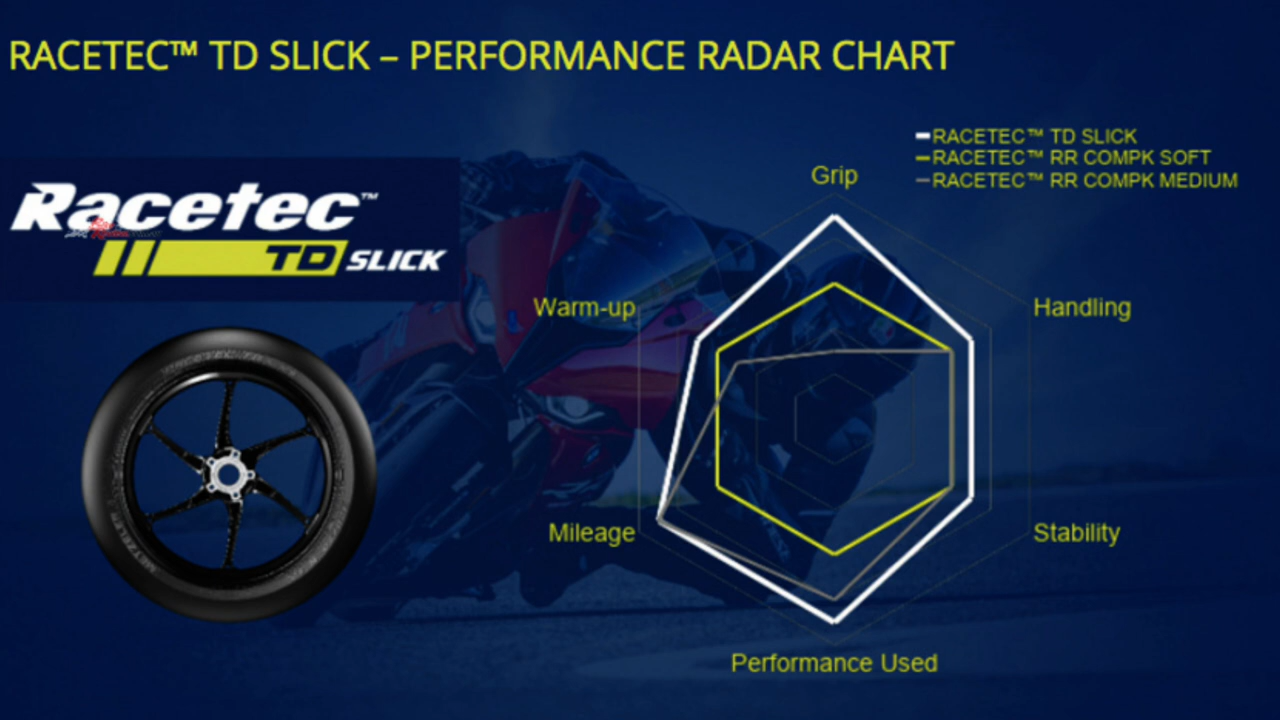 RACETEC™ TD SLICK – PERFORMANCE RADAR CHART
RACETEC™ TD SLICK
RACETEC™ RR COMPK SOFT
RACETEC™ RR COMPK MEDIUM
Racetec™
TD SLICK
Grip
Warm-up
Handling
Mileage
Stability
Performance Used